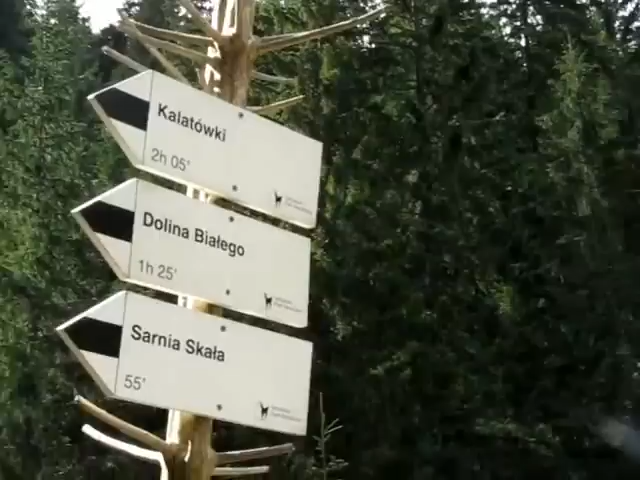 Kalatówki
2h 05'
Dolina Białego
1h 25'
Sarnia Skała
55'